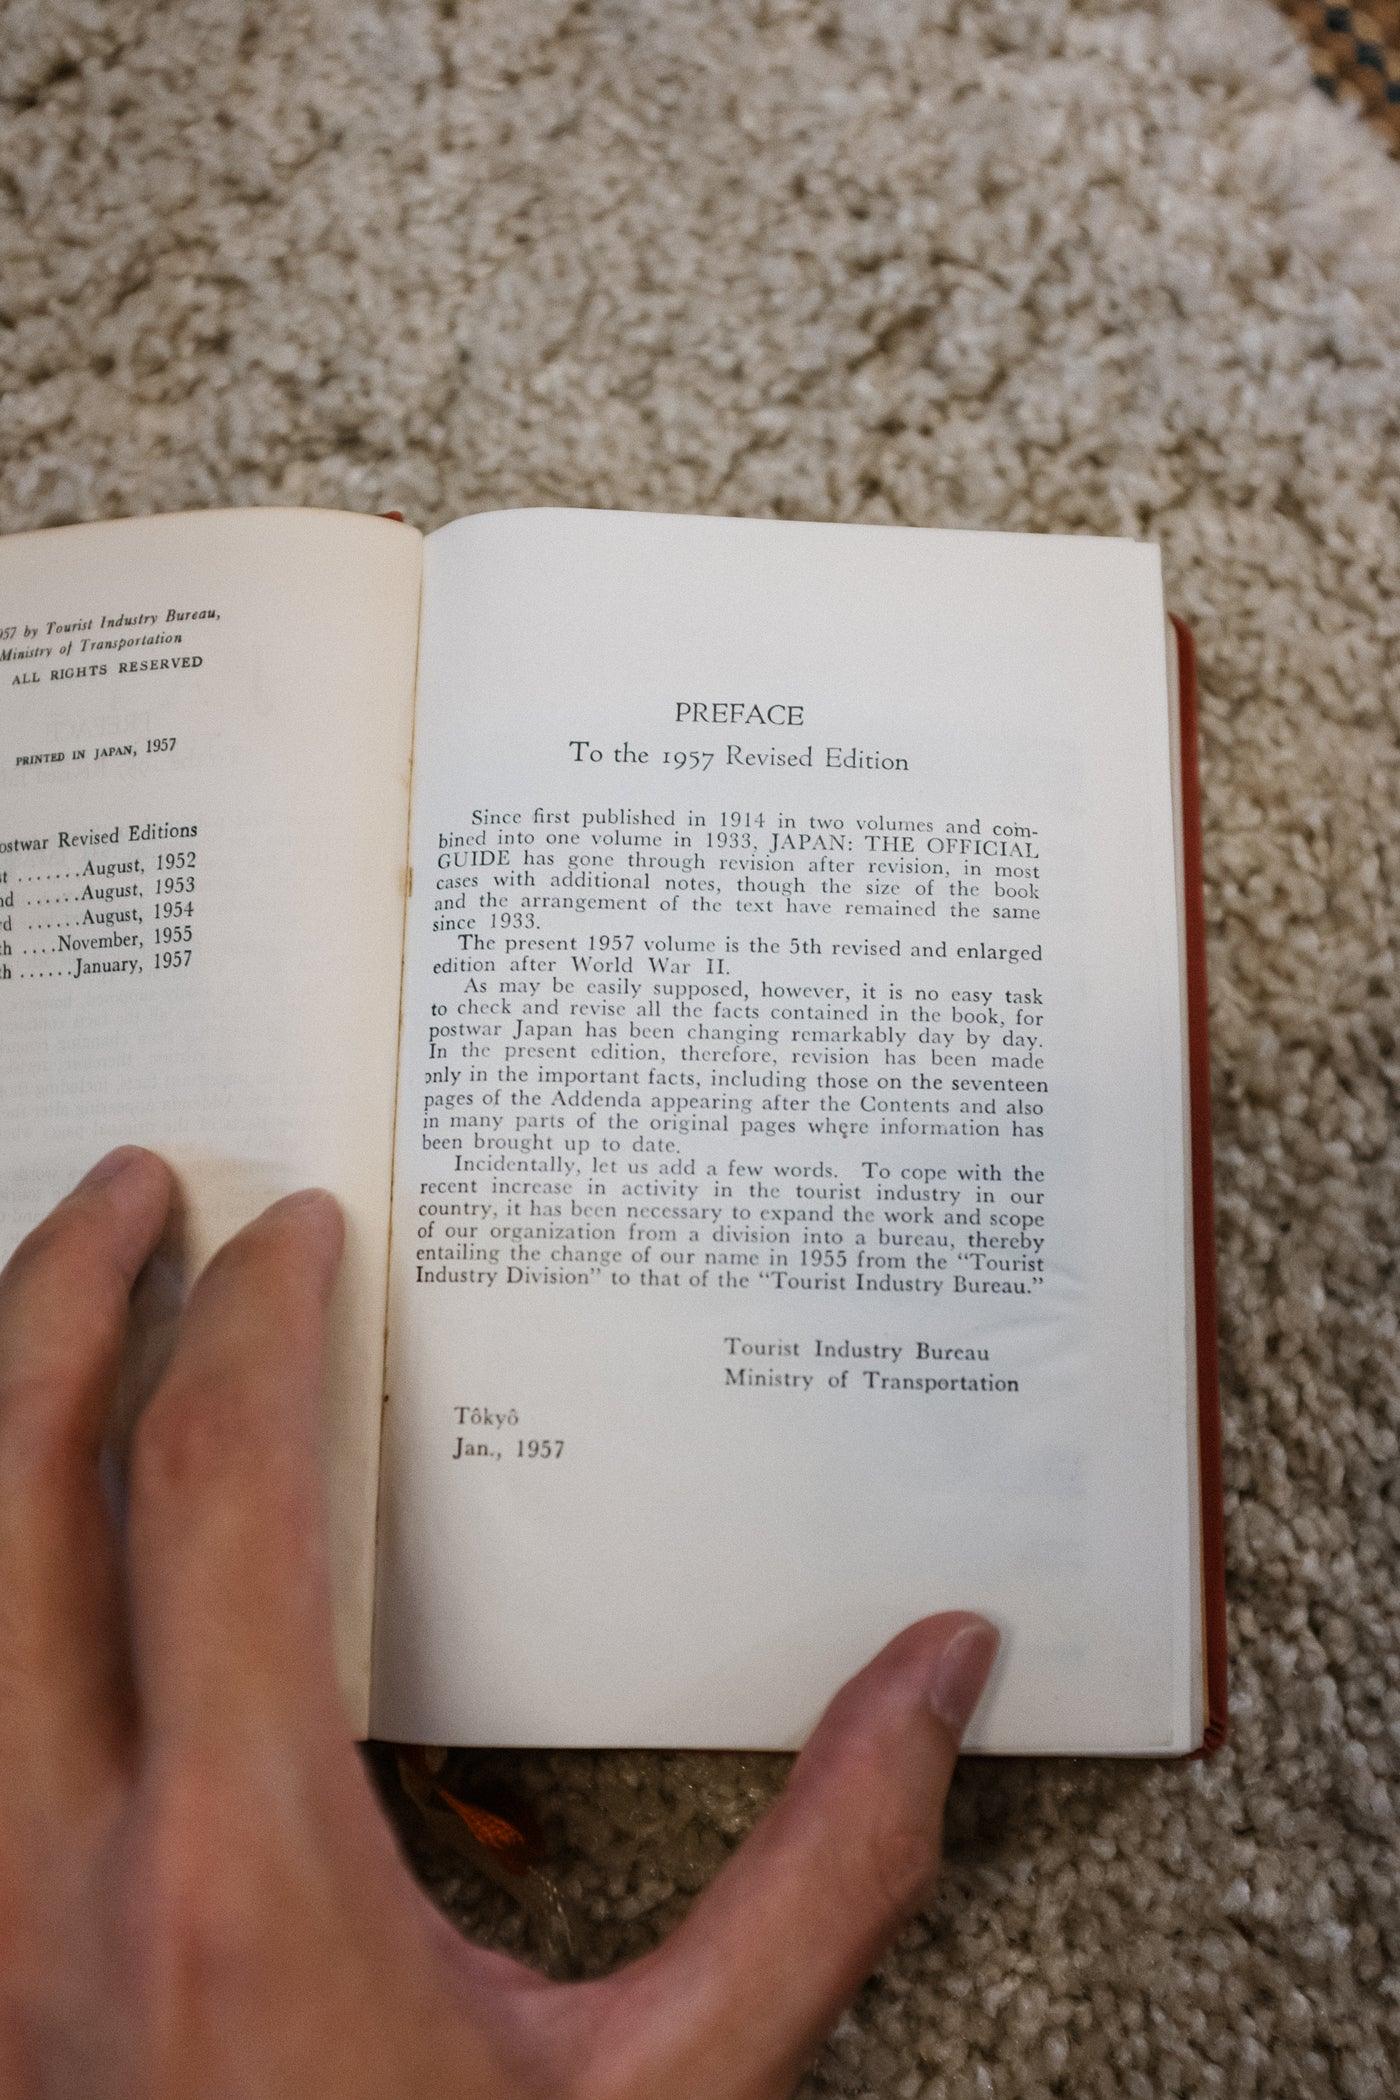 57 by Tourist Industry Bureau,
Ministry of Transportation
ALL RIGHTS RESERVED
PRINTED IN JAPAN, 1957
ostwar Revised Editions
.......August, 1952
......August, 1953
......August, 1954
....November, 1955
......January, 1957
PREFACE
To the 1957 Revised Edition
Since first published in 1914 in two volumes and com-
bined into one volume in 1933, JAPAN: THE OFFICIAL
GUIDE has gone through revision after revision, in most
cases with additional notes, though the size of the book
and the arrangement of the text have remained the same
since 1933.
The present 1957 volume is the 5th revised and enlarged
edition after World War II.
As may be easily supposed, however, it is no easy task
to check and revise all the facts contained in the book, for
postwar Japan has been changing remarkably day by day.
In the present edition, therefore, revision has been made
only in the important facts, including those on the seventeen
pages of the Addenda appearing after the Contents and also
in many parts of the original pages where information has
been brought up to date.
Incidentally, let us add a few words. To cope with the
recent increase in activity in the tourist industry in our
country, it has been necessary to expand the work and scope
of our organization from a division into a bureau, thereby
entailing the change of our name in 1955 from the “Tourist
Industry Division” to that of the “Tourist Industry Bureau.”
Tourist Industry Bureau
Ministry of Transportation
Tôkyô
Jan., 1957